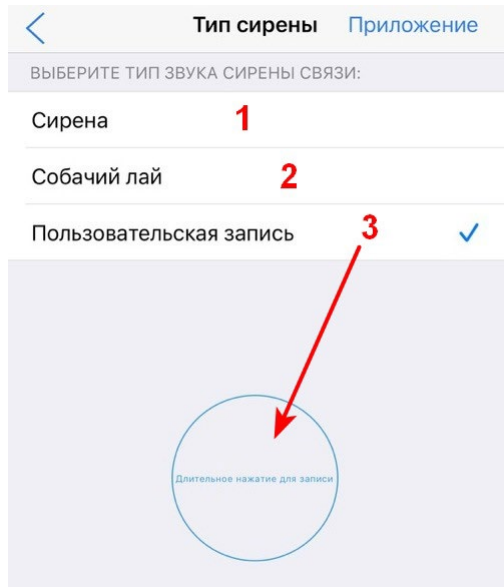 Тип сирены Приложение
ВЫБЕРИТЕ ТИП ЗВУКА СИРЕНЫ СВЯЗИ:
Сирена 1
Собачий лай 2
Пользовательская запись 3
Длительное нажатие для записи